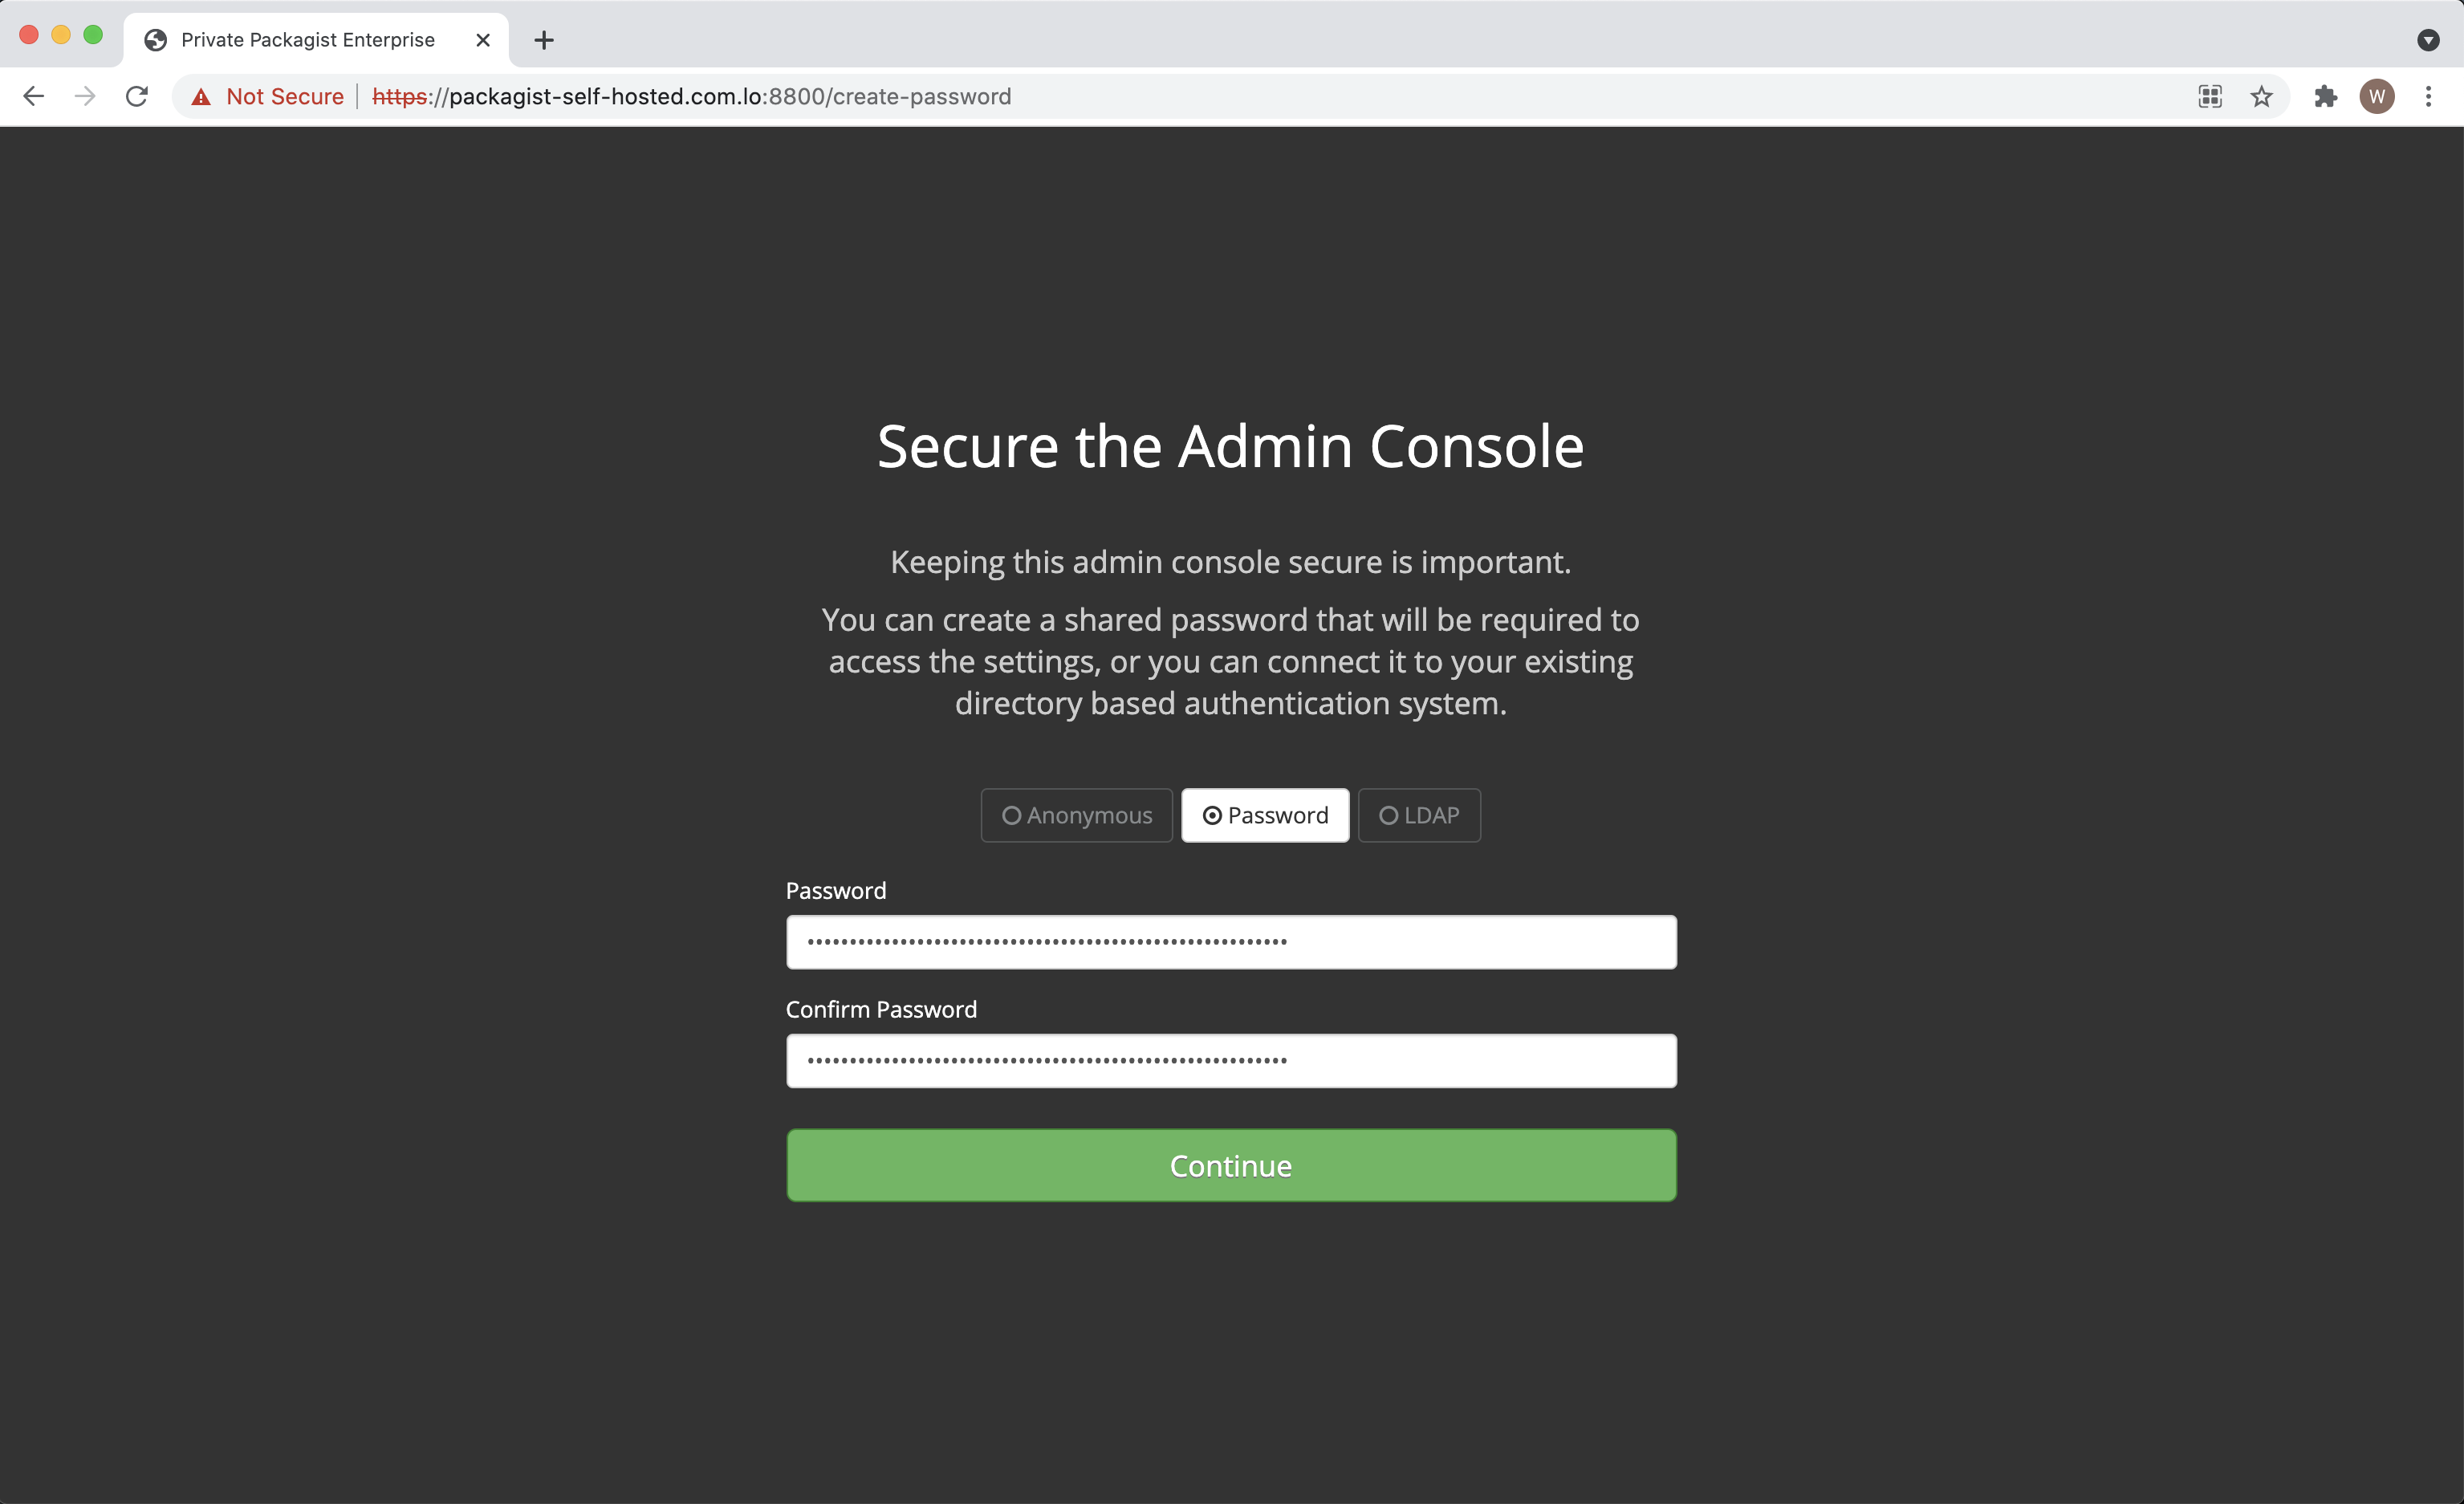 Private Packagist Enterprise
Not Secure https://packagist-self-hosted.com.lo:8800/create-password
W
Secure the Admin Console
Keeping this admin console secure is important.
You can create a shared password that will be required to
access the settings, or you can connect it to your existing
directory based authentication system.
Anonymous Password LDAP
Password
Confirm Password
Continue